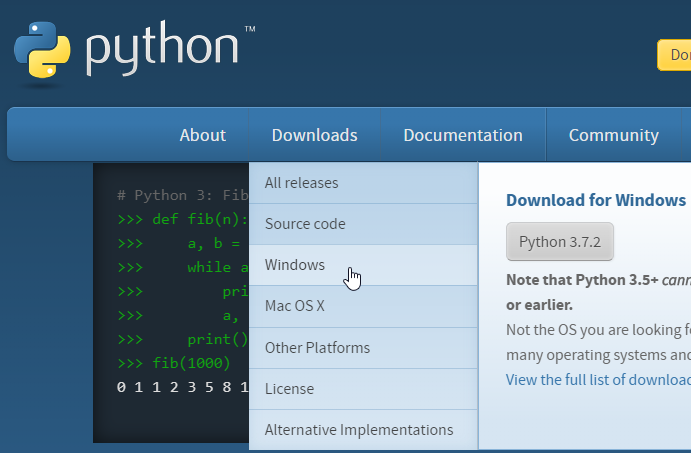 python™
About
Downloads
Documentation
Community
# Python 3: Fib
>>> def fib(n):
>>> a, b =
>>> while a
>>> pri
>>> a,
>>> print()
>>> fib(1000)
0 1 1 2 3 5 8 1
All releases
Source code
Windows
Mac OS X
Other Platforms
License
Alternative Implementations
Download for Windows
Python 3.7.2
Note that Python 3.5+
or earlier.
Not the OS you are looking
many operating systems and
View the full list of